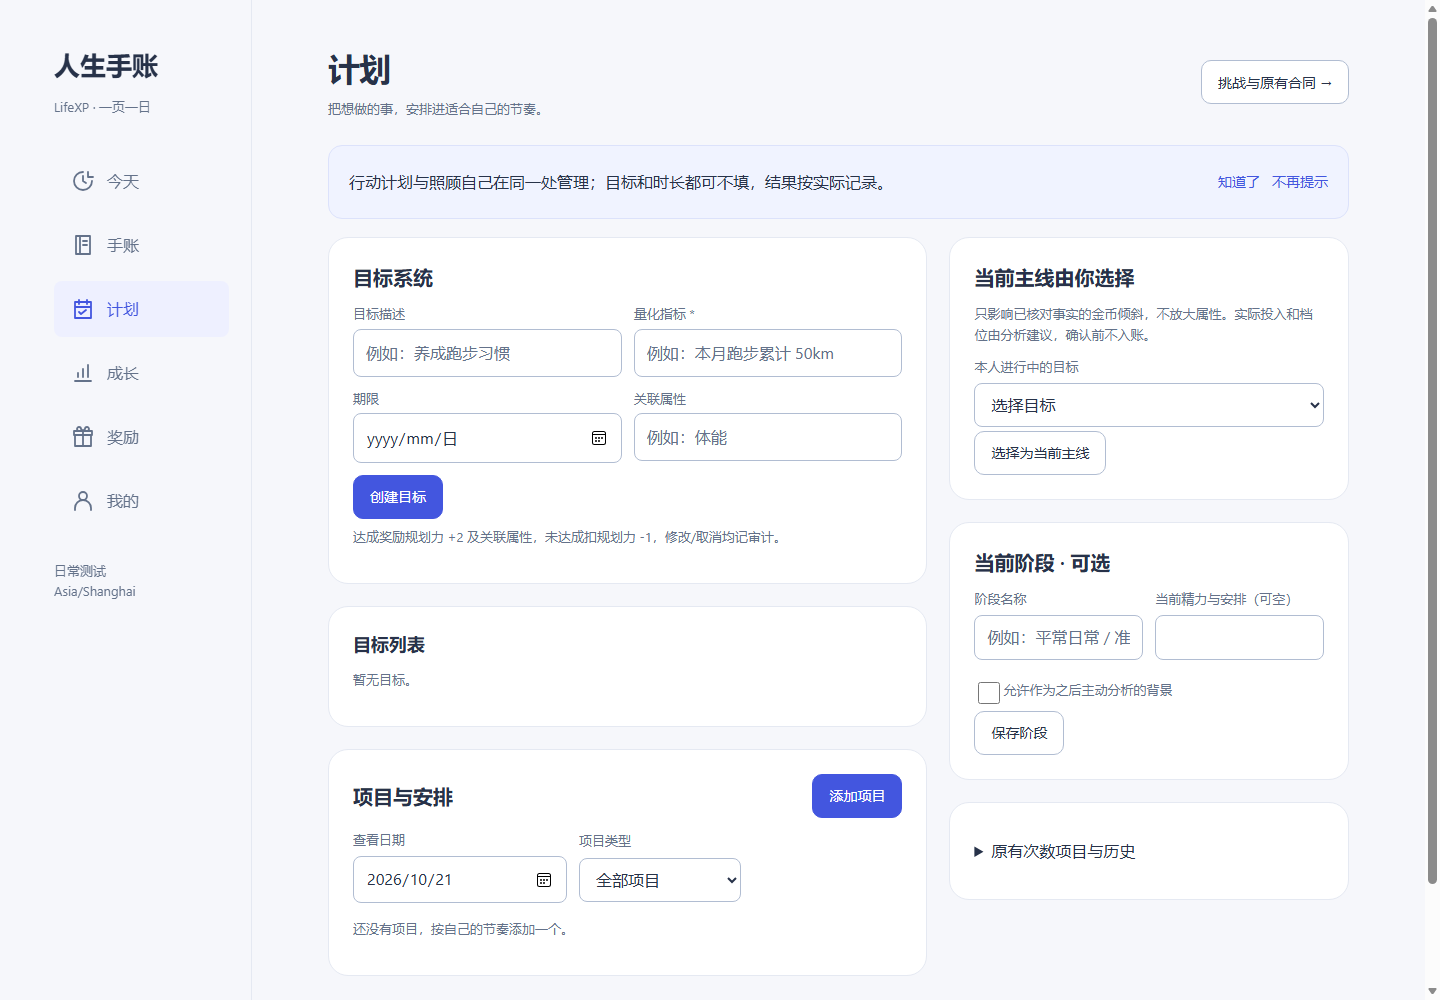 人生手账
LifeXP · 一页一日
今天
手账
计划
成长
奖励
我的
日常测试
Asia/Shanghai
计划
把想做的事，安排进适合自己的节奏。
挑战与原有合同 →
行动计划与照顾自己在同一处管理；目标和时长都可不填，结果按实际记录。
知道了 不再提示
目标系统
目标描述
量化指标 *
例如：养成跑步习惯
例如：本月跑步累计 50km
期限
关联属性
yyyy/mm/日
例如：体能
创建目标
达成奖励规划力 +2 及关联属性，未达成扣规划力 -1，修改/取消均记审计。
目标列表
暂无目标。
项目与安排
添加项目
查看日期
项目类型
2026/10/21
全部项目
还没有项目，按自己的节奏添加一个。
当前主线由你选择
只影响已核对事实的金币倾斜，不放大属性。实际投入和档
位由分析建议，确认前不入账。
本人进行中的目标
选择目标
选择为当前主线
当前阶段 · 可选
阶段名称
当前精力与安排（可空）
例如：平常日常 / 准
允许作为之后主动分析的背景
保存阶段
原有次数项目与历史